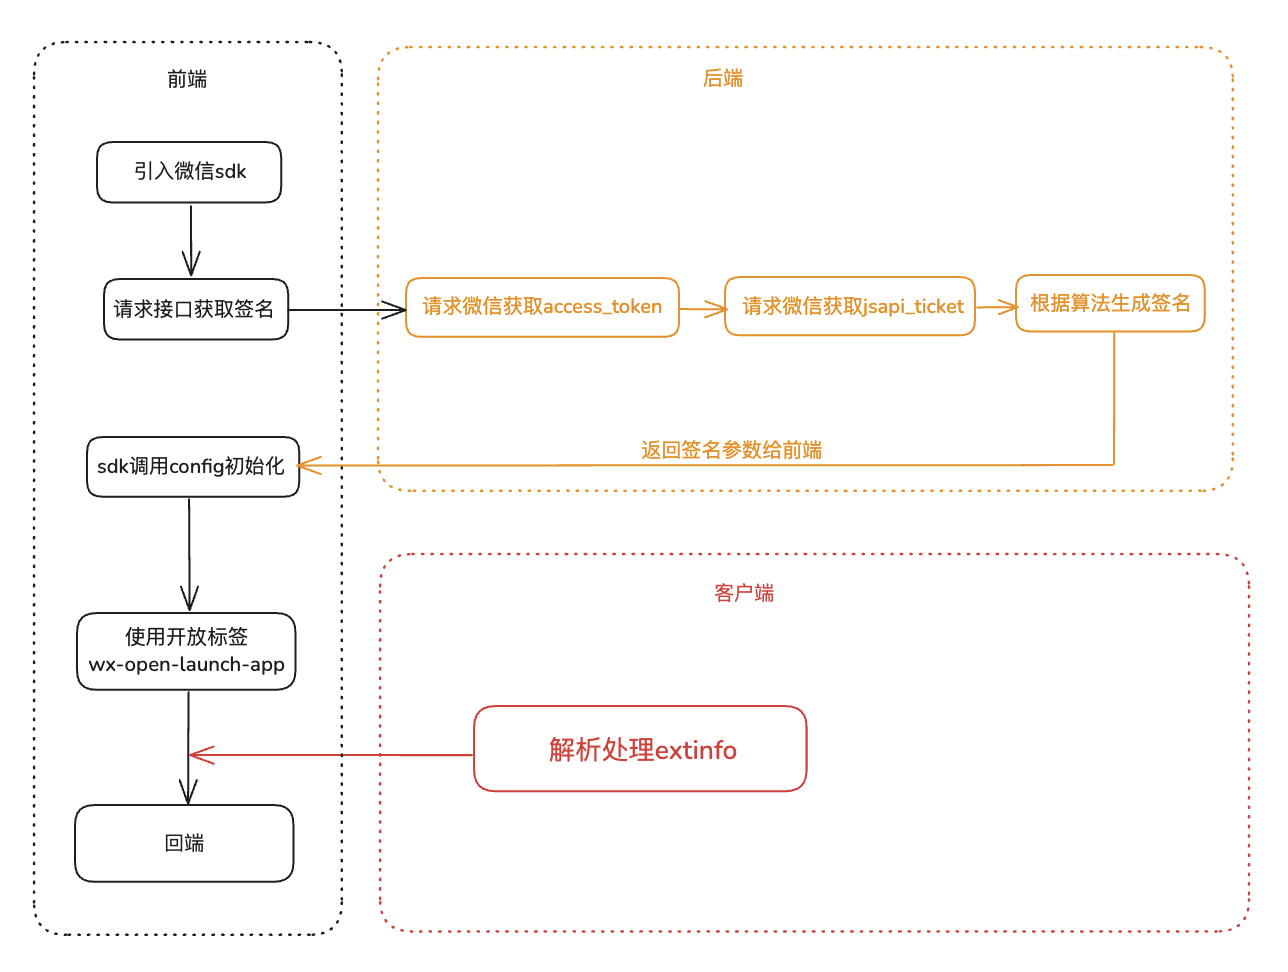 前端
引入微信sdk
请求接口获取签名
sdk调用config初始化
使用开放标签
wx-open-launch-app
回端
后端
请求微信获取access_token
请求微信获取jsapi_ticket
根据算法生成签名
返回签名参数给前端
客户端
解析处理extinfo